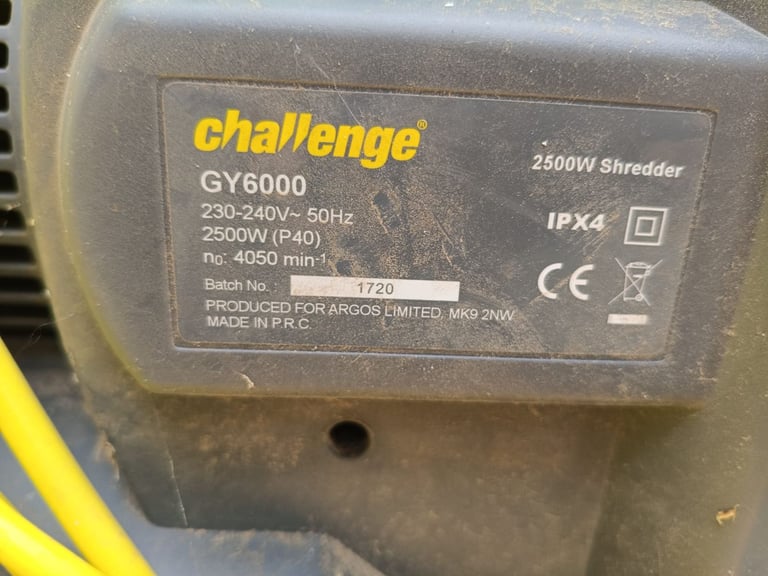 challenge®
2500W Shredder
GY6000
230-240V~ 50Hz
2500W (P40)
IPX4
n₀: 4050 min⁻¹
Batch No. : 1720
CE
PRODUCED FOR ARGOS LIMITED, MK9 2NW
MADE IN P.R.C.